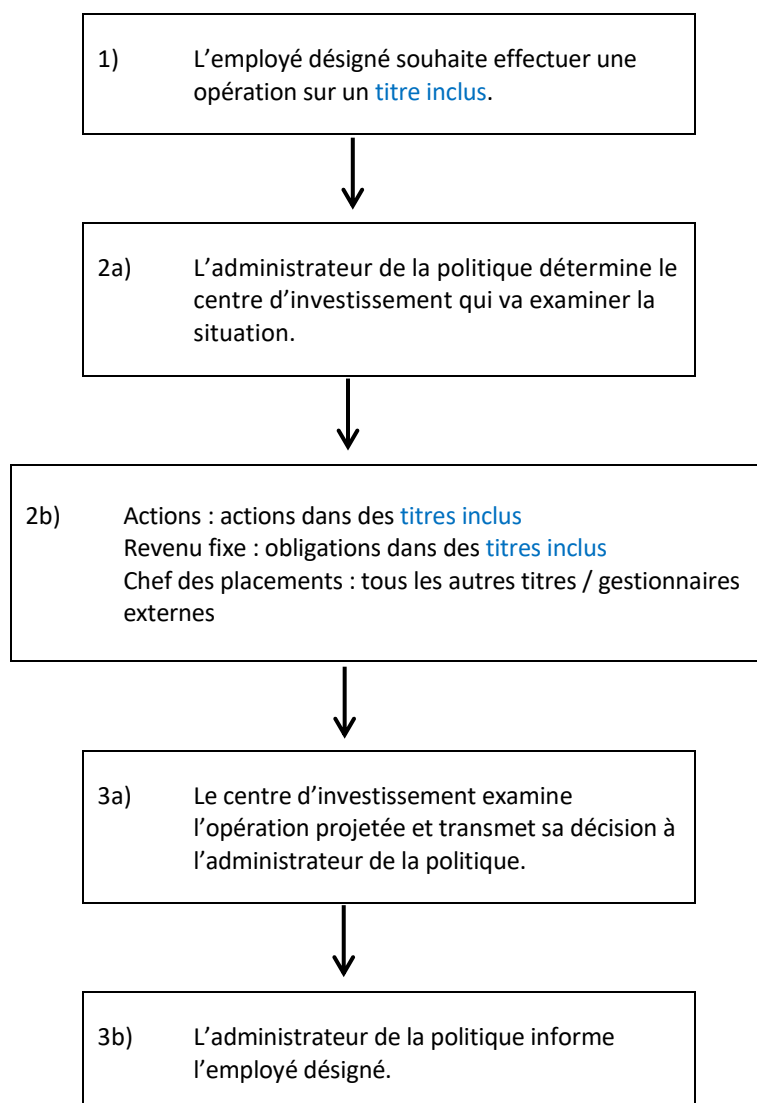 1) L’employé désigné souhaite effectuer une
opération sur un titre inclus.
2a) L’administrateur de la politique détermine le
centre d’investissement qui va examiner la
situation.
2b) Actions : actions dans des titres inclus
Revenu fixe : obligations dans des titres inclus
Chef des placements : tous les autres titres / gestionnaires
externes
3a) Le centre d’investissement examine
l’opération projetée et transmet sa décision à
l’administrateur de la politique.
3b) L’administrateur de la politique informe
l’employé désigné.